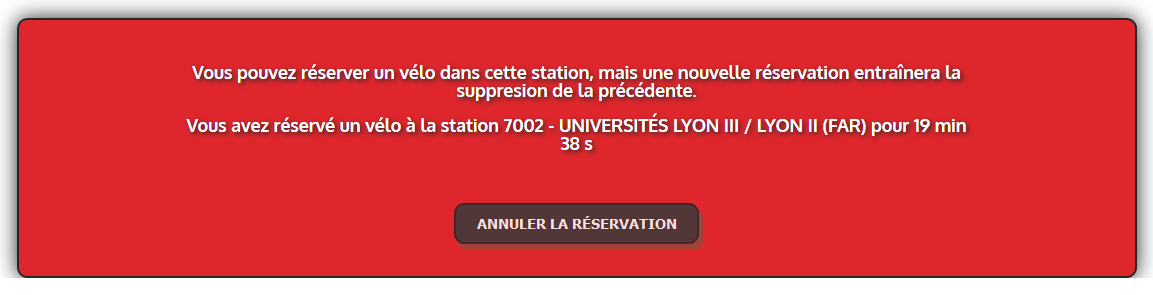 Vous pouvez réserver un vélo dans cette station, mais une nouvelle réservation entraînera la
suppresion de la précédente.
Vous avez réservé un vélo à la station 7002 - UNIVERSITÉS LYON III / LYON II (FAR) pour 19 min
38 s
ANNULER LA RÉSERVATION